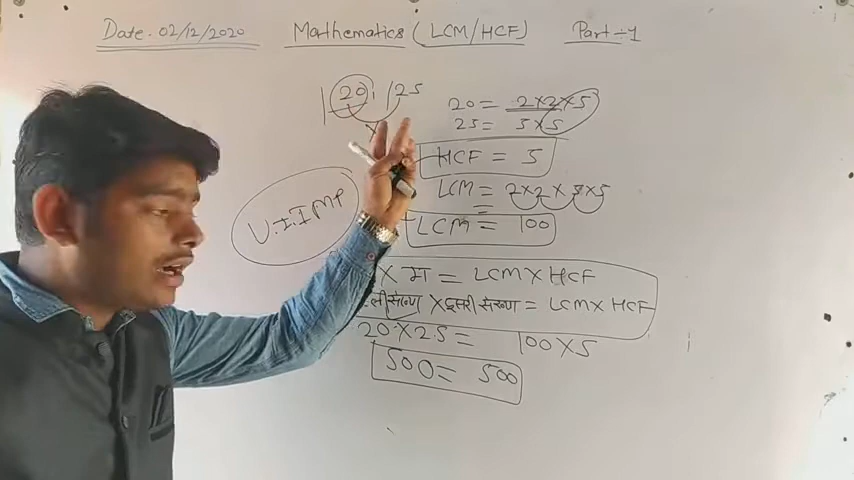 Date. 02/12/2020 Mathematics (LCM/HCF) Part-1
20, 25
20 = 2×2×5
25 = 5×5
HCF = 5
LCM = 2×2×5×5
V.I.IMP
LCM = 100
× म = LCM×HCF
×दूसरी संख्या = LCM×HCF
20×25 = 100×5
500 = 500